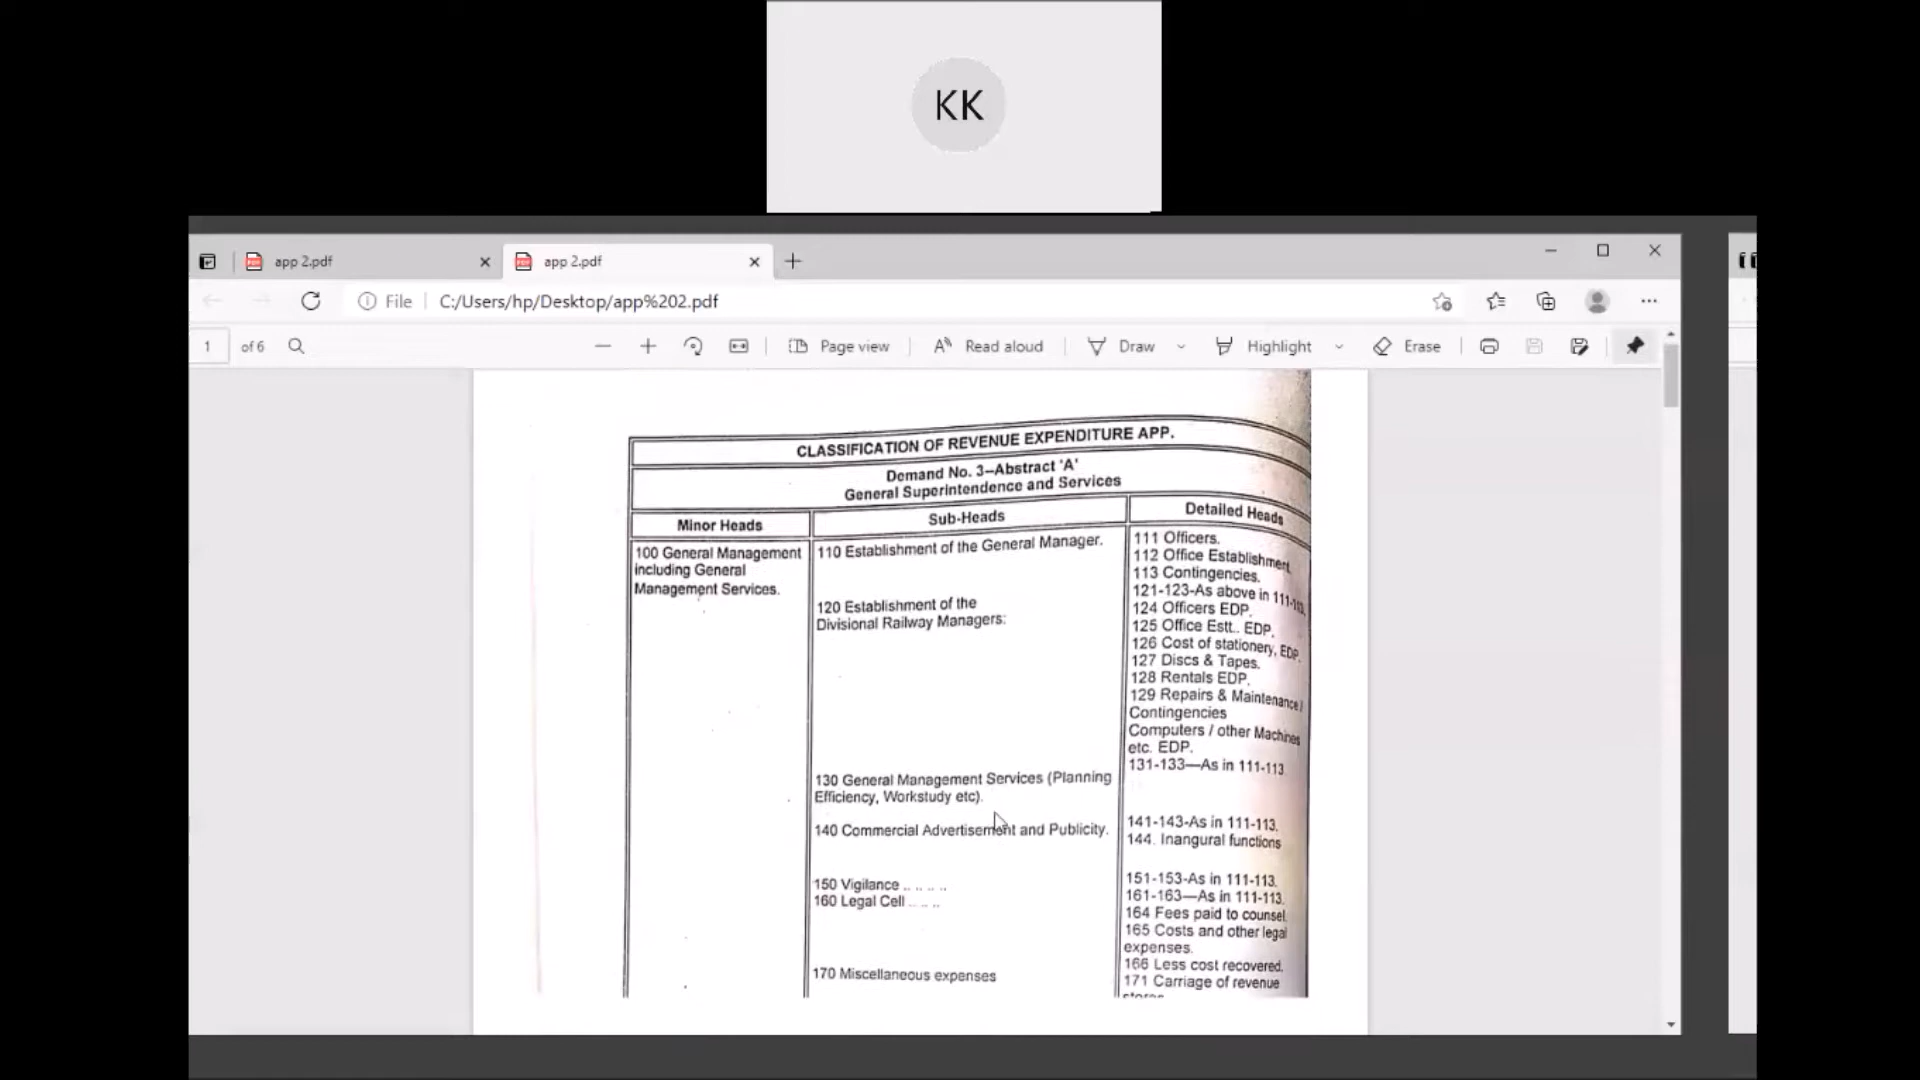 KK
app 2.pdf
app 2.pdf
File
C:/Users/hp/Desktop/app%202.pdf
1
of 6
Page view
Read aloud
Draw
Highlight
Erase
CLASSIFICATION OF REVENUE EXPENDITURE APP.
Demand No. 3–Abstract 'A'
General Superintendence and Services
Minor Heads
Sub-Heads
Detailed Heads
100 General Management
including General
Management Services.
110 Establishment of the General Manager.
120 Establishment of the
Divisional Railway Managers:
130 General Management Services (Planning
Efficiency, Workstudy etc).
140 Commercial Advertisement and Publicity.
150 Vigilance .. .. .. ..
160 Legal Cell .. .. ..
170 Miscellaneous expenses
111 Officers.
112 Office Establishment
113 Contingencies.
121-123-As above in 111-113.
124 Officers EDP.
125 Office Estt.. EDP.
126 Cost of stationery, EDP.
127 Discs & Tapes.
128 Rentals EDP.
129 Repairs & Maintenance/
Contingencies
Computers / other Machines
etc. EDP.
131-133—As in 111-113
141-143-As in 111-113.
144. Inangural functions
151-153-As in 111-113.
161-163—As in 111-113.
164 Fees paid to counsel.
165 Costs and other legal
expenses.
166 Less cost recovered.
171 Carriage of revenue